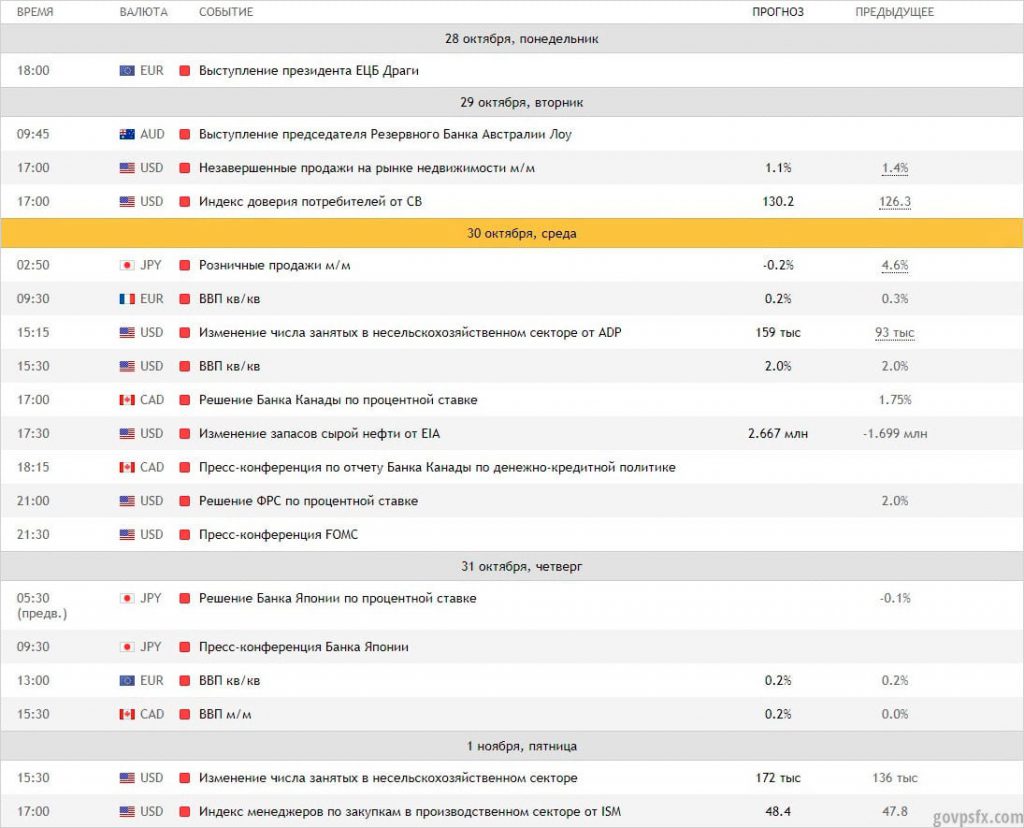 ВРЕМЯ ВАЛЮТА СОБЫТИЕ ПРОГНОЗ ПРЕДЫДУЩЕЕ
28 октября, понедельник
18:00 EUR Выступление президента ЕЦБ Драги
29 октября, вторник
09:45 AUD Выступление председателя Резервного Банка Австралии Лоу
17:00 USD Незавершенные продажи на рынке недвижимости м/м 1.1% 1.4%
17:00 USD Индекс доверия потребителей от CB 130.2 126.3
30 октября, среда
02:50 JPY Розничные продажи м/м -0.2% 4.6%
09:30 EUR ВВП кв/кв 0.2% 0.3%
15:15 USD Изменение числа занятых в несельскохозяйственном секторе от ADP 159 тыс 93 тыс
15:30 USD ВВП кв/кв 2.0% 2.0%
17:00 CAD Решение Банка Канады по процентной ставке 1.75%
17:30 USD Изменение запасов сырой нефти от EIA 2.667 млн -1.699 млн
18:15 CAD Пресс-конференция по отчету Банка Канады по денежно-кредитной политике
21:00 USD Решение ФРС по процентной ставке 2.0%
21:30 USD Пресс-конференция FOMC
31 октября, четверг
05:30 JPY Решение Банка Японии по процентной ставке -0.1%
(предв.)
09:30 JPY Пресс-конференция Банка Японии
13:00 EUR ВВП кв/кв 0.2% 0.2%
15:30 CAD ВВП м/м 0.2% 0.0%
1 ноября, пятница
15:30 USD Изменение числа занятых в несельскохозяйственном секторе 172 тыс 136 тыс
17:00 USD Индекс менеджеров по закупкам в производственном секторе от ISM 48.4 47.8
govpsfx.com